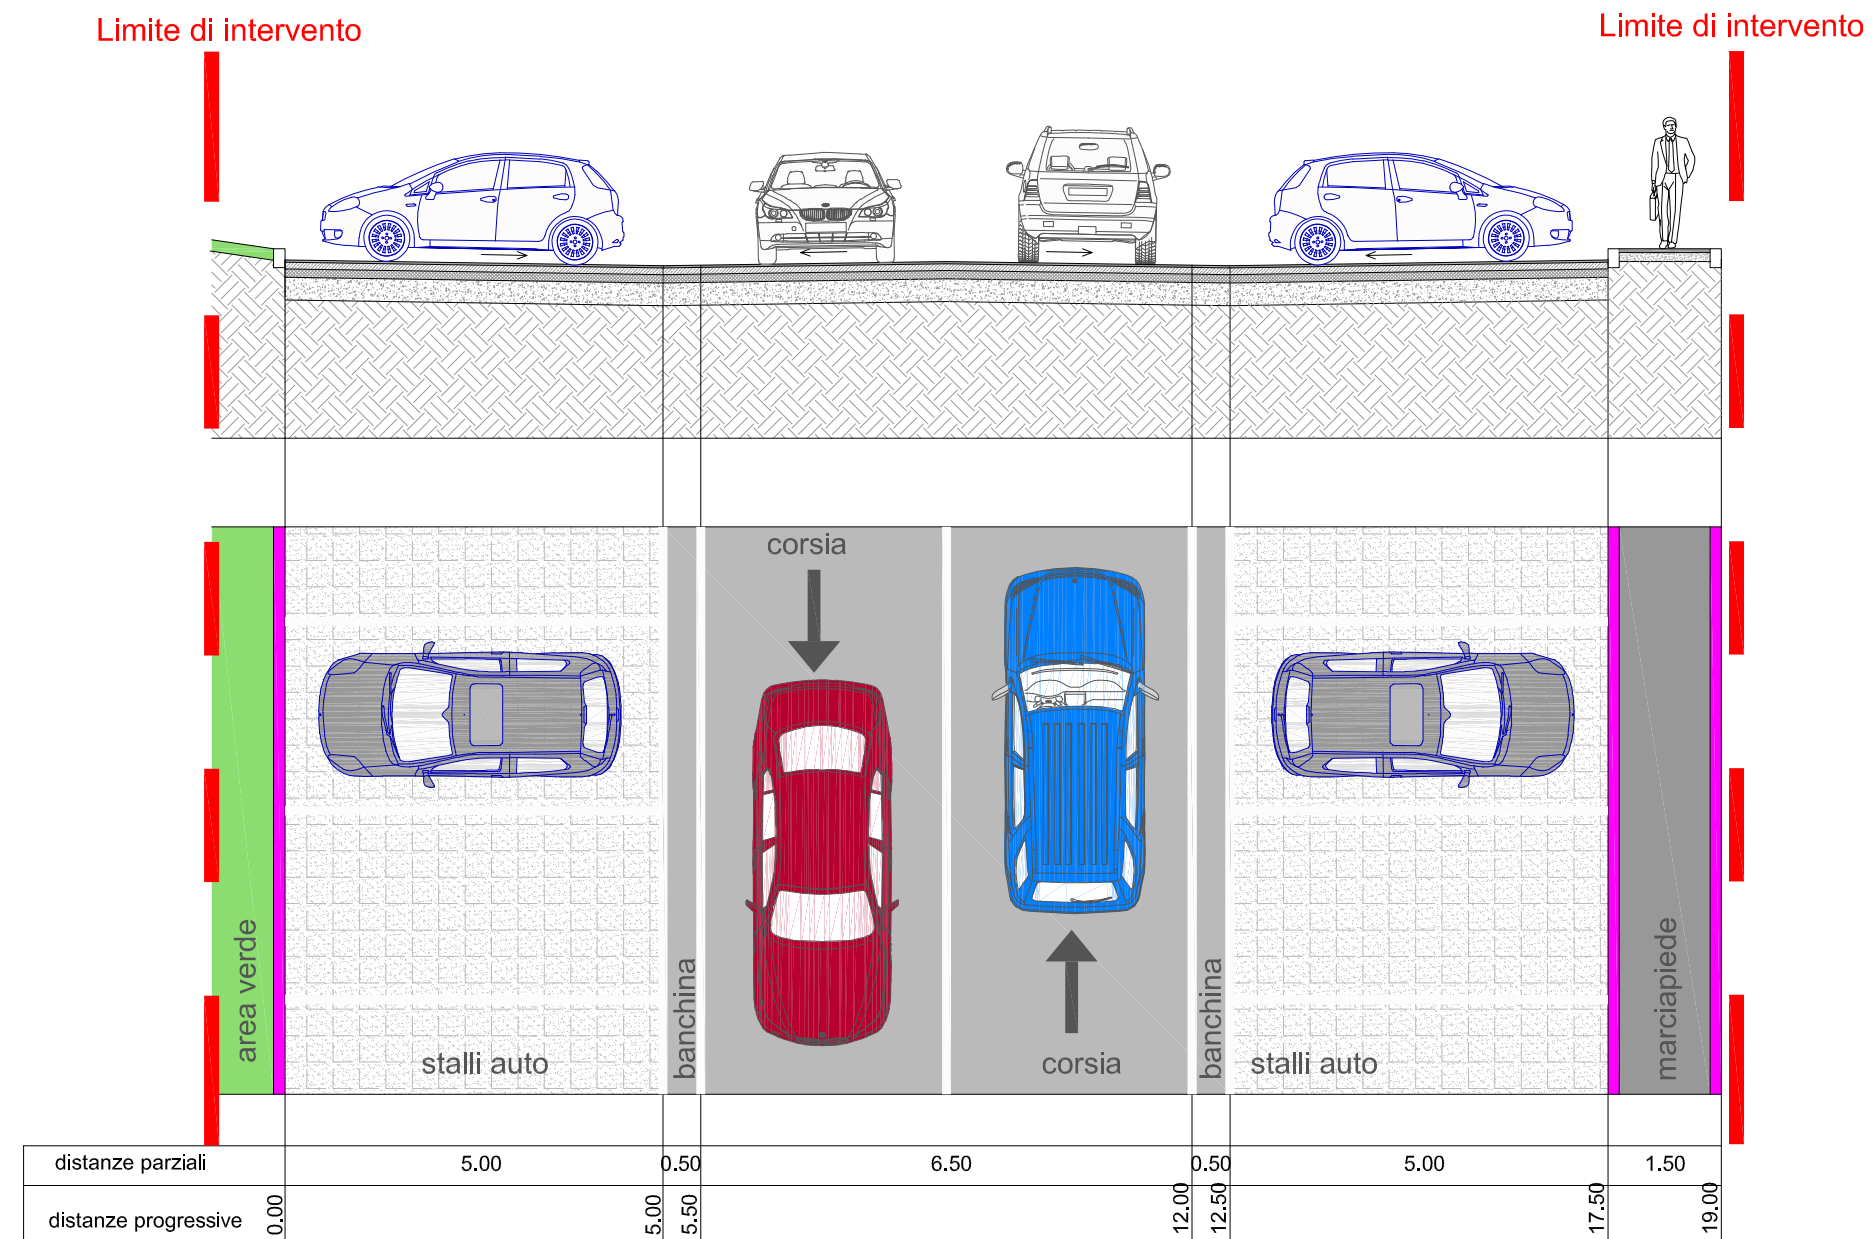 Limite di intervento
Limite di intervento
corsia
area verde
stalli auto
banchina
corsia
banchina
stalli auto
marciapiede
distanze parziali 5.00 0.50 6.50 0.50 5.00 1.50
distanze progressive 0.00 5.00 5.50 12.00 12.50 17.50 19.00